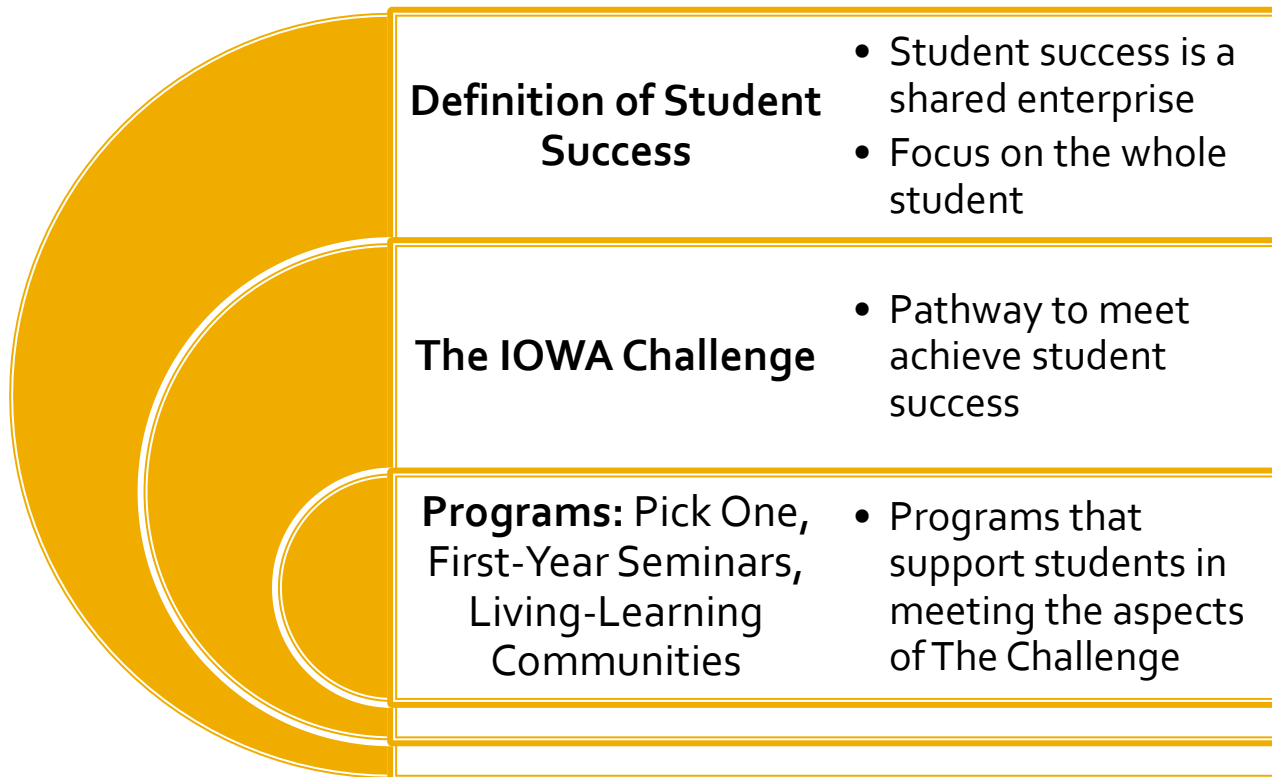 Definition of Student
Success
• Student success is a
shared enterprise
• Focus on the whole
student
The IOWA Challenge
• Pathway to meet
achieve student
success
Programs: Pick One,
First-Year Seminars,
Living-Learning
Communities
• Programs that
support students in
meeting the aspects
of The Challenge